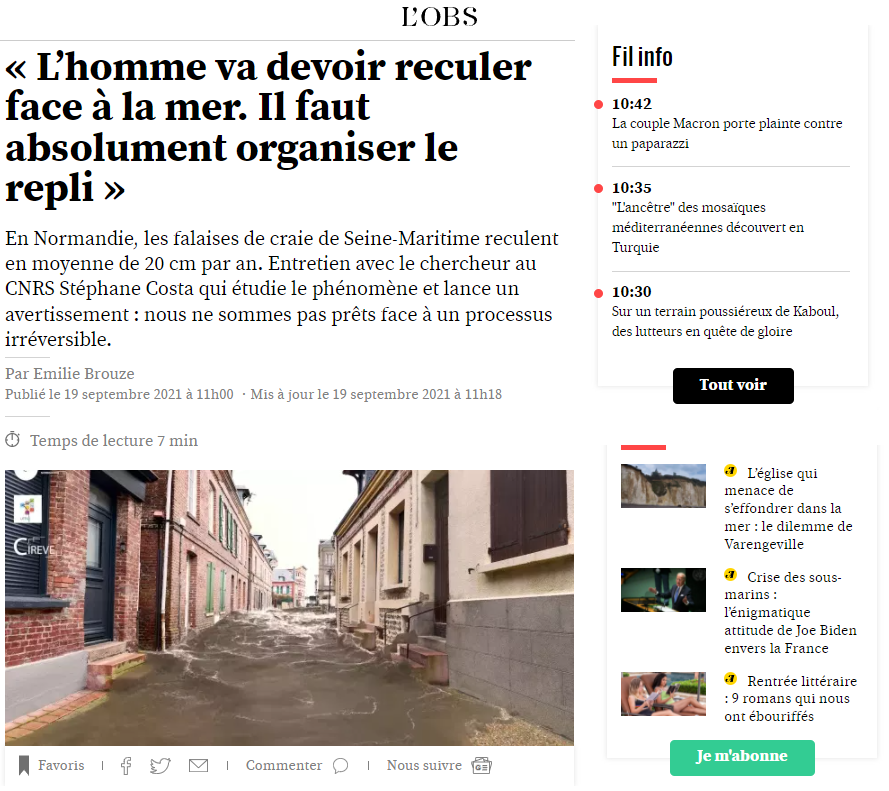 L'OBS
« L’homme va devoir reculer
face à la mer. Il faut
absolument organiser le
repli »
En Normandie, les falaises de craie de Seine-Maritime reculent
en moyenne de 20 cm par an. Entretien avec le chercheur au
CNRS Stéphane Costa qui étudie le phénomène et lance un
avertissement : nous ne sommes pas prêts face à un processus
irréversible.
Par Emilie Brouze
Publié le 19 septembre 2021 à 11h00 · Mis à jour le 19 septembre 2021 à 11h18
Temps de lecture 7 min
CIREVE
Favoris
Commenter
Nous suivre
Fil info
10:42
La couple Macron porte plainte contre
un paparazzi
10:35
"L'ancêtre" des mosaïques
méditerranéennes découvert en
Turquie
10:30
Sur un terrain poussiéreux de Kaboul,
des lutteurs en quête de gloire
Tout voir
L’église qui
menace de
s’effondrer dans la
mer : le dilemme de
Varengeville
Crise des sous-
marins :
l’énigmatique
attitude de Joe Biden
envers la France
Rentrée littéraire
: 9 romans qui nous
ont ébouriffés
Je m'abonne